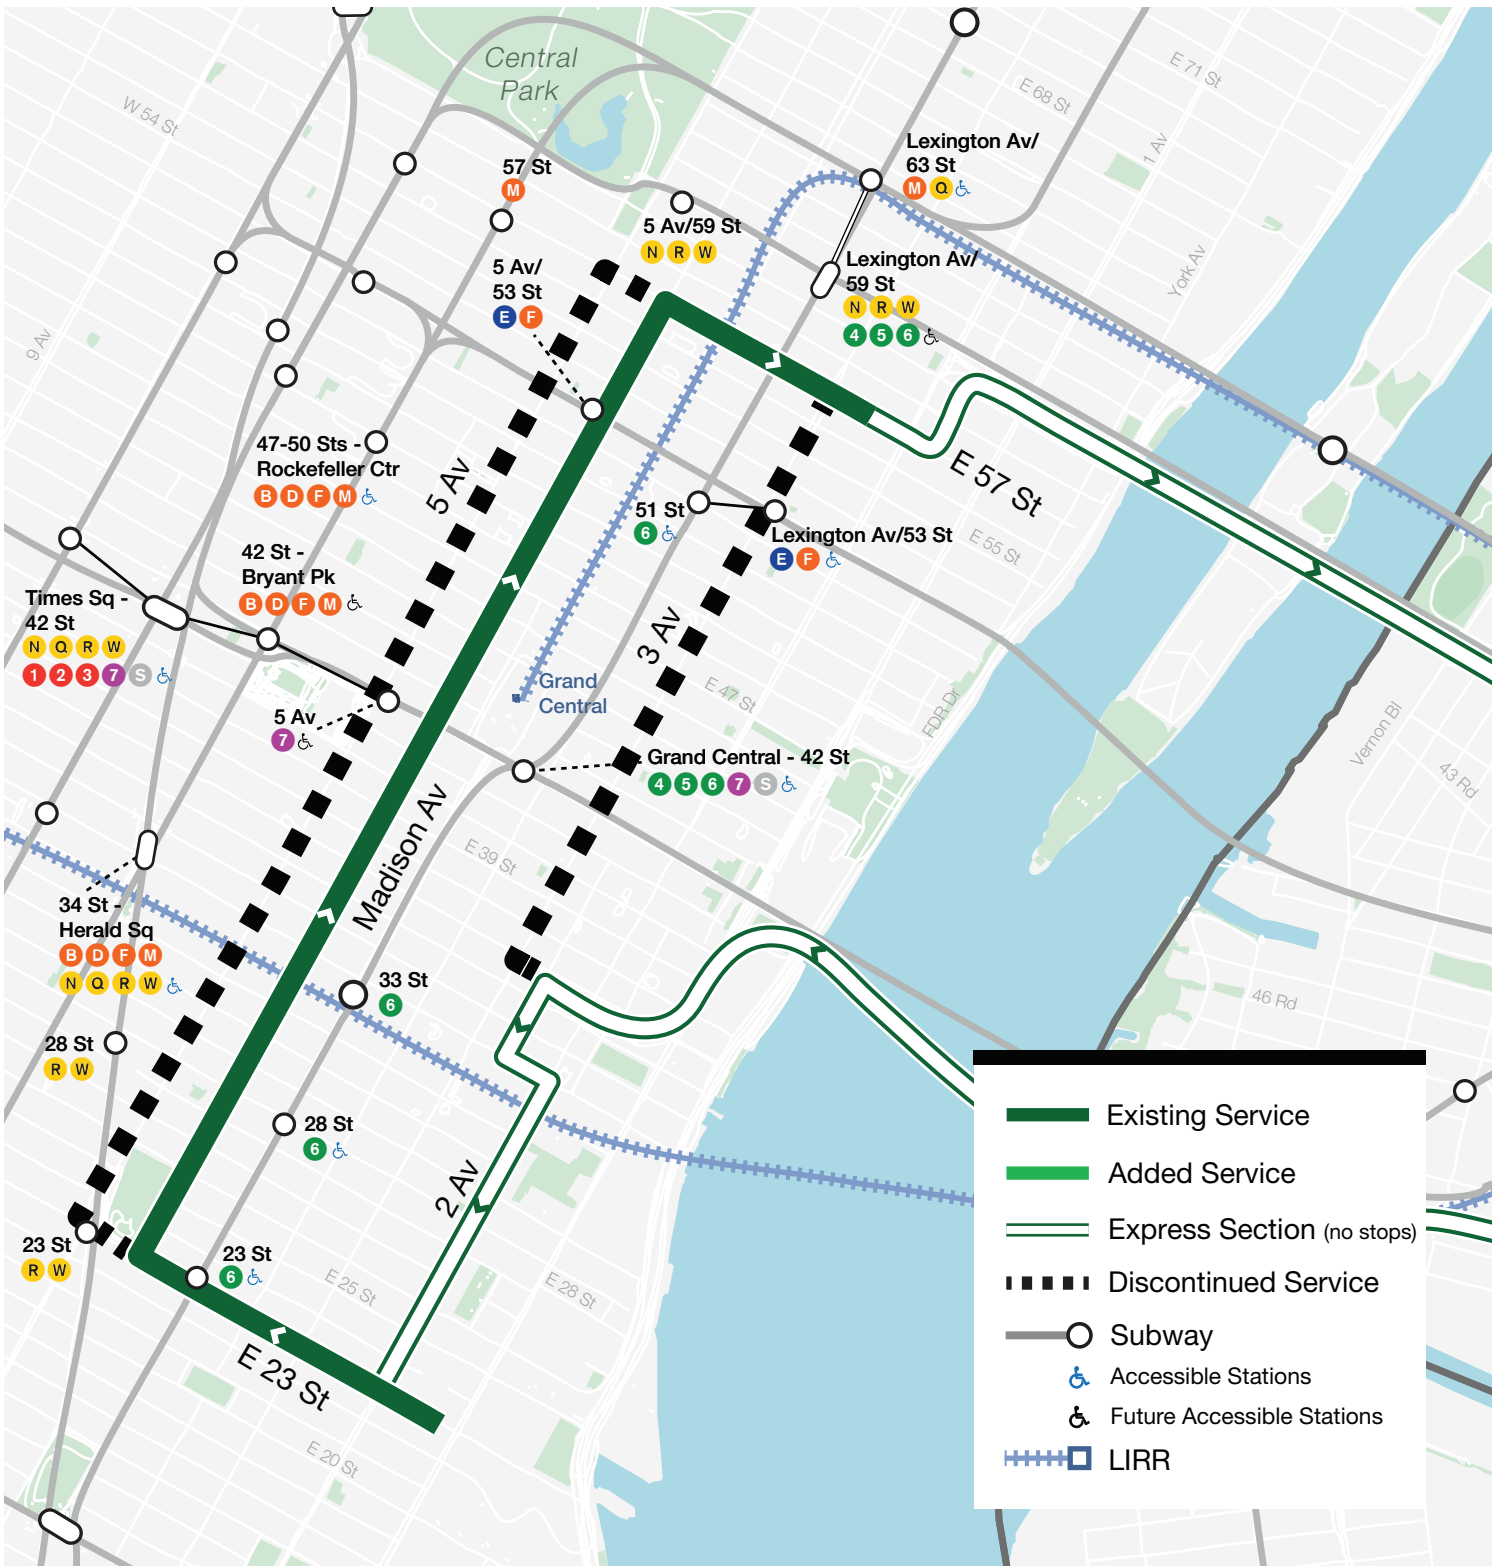 Central
Park
W 54 St
E 71 St
E 68 St
1 Av
York Av
9 Av
57 St
M
Lexington Av/
63 St
M Q
5 Av/59 St
N R W
5 Av/
53 St
E F
Lexington Av/
59 St
N R W
4 5 6
47-50 Sts -
Rockefeller Ctr
B D F M
5 Av
E 57 St
51 St
6
Lexington Av/53 St
E F
E 55 St
42 St -
Bryant Pk
B D F M
Times Sq -
42 St
N Q R W
1 2 3 7 S
3 Av
Grand
Central
E 47 St
FDR Dr
Vernon Bl
43 Rd
5 Av
7
Grand Central - 42 St
4 5 6 7 S
Madison Av
E 39 St
34 St -
Herald Sq
B D F M
N Q R W
33 St
6
46 Rd
28 St
R W
28 St
6
2 Av
23 St
R W
23 St
6
E 25 St
E 28 St
E 23 St
E 20 St
Existing Service
Added Service
Express Section (no stops)
Discontinued Service
Subway
Accessible Stations
Future Accessible Stations
LIRR